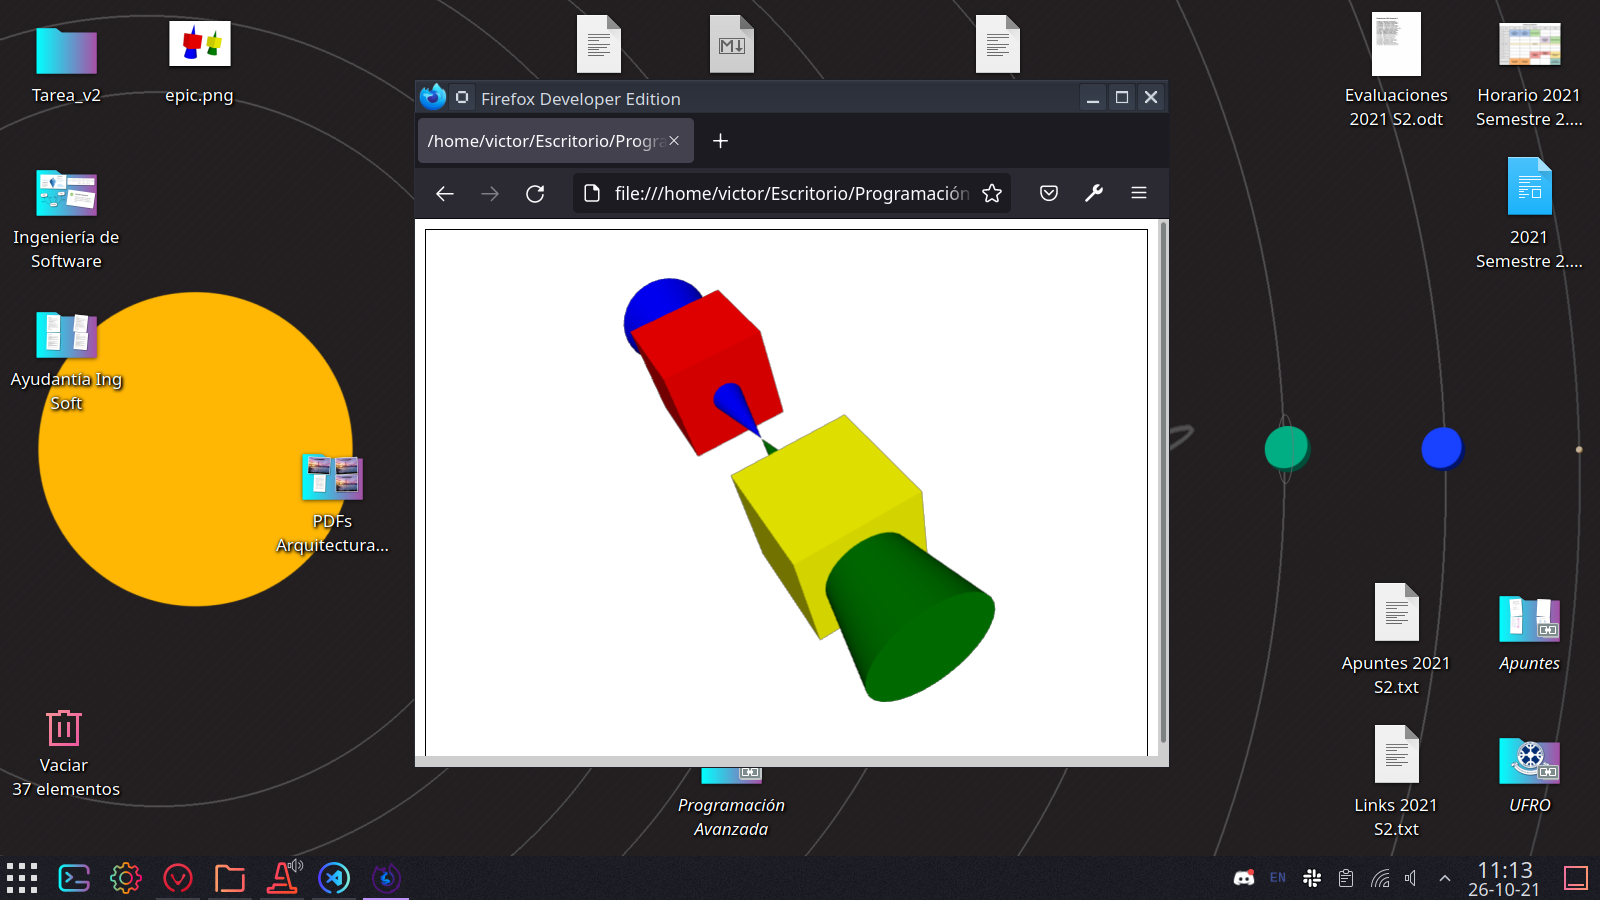 Tarea_v2
epic.png
Evaluaciones
2021 S2.odt
Horario 2021
Semestre 2....
Firefox Developer Edition
/home/victor/Escritorio/Progra
file:///home/victor/Escritorio/Programación
Ingeniería de
Software
2021
Semestre 2....
Ayudantía Ing
Soft
PDFs
Arquitectura...
Apuntes 2021
S2.txt
Apuntes
Vaciar
37 elementos
Programación
Avanzada
Links 2021
S2.txt
UFRO
EN
11:13
26-10-21